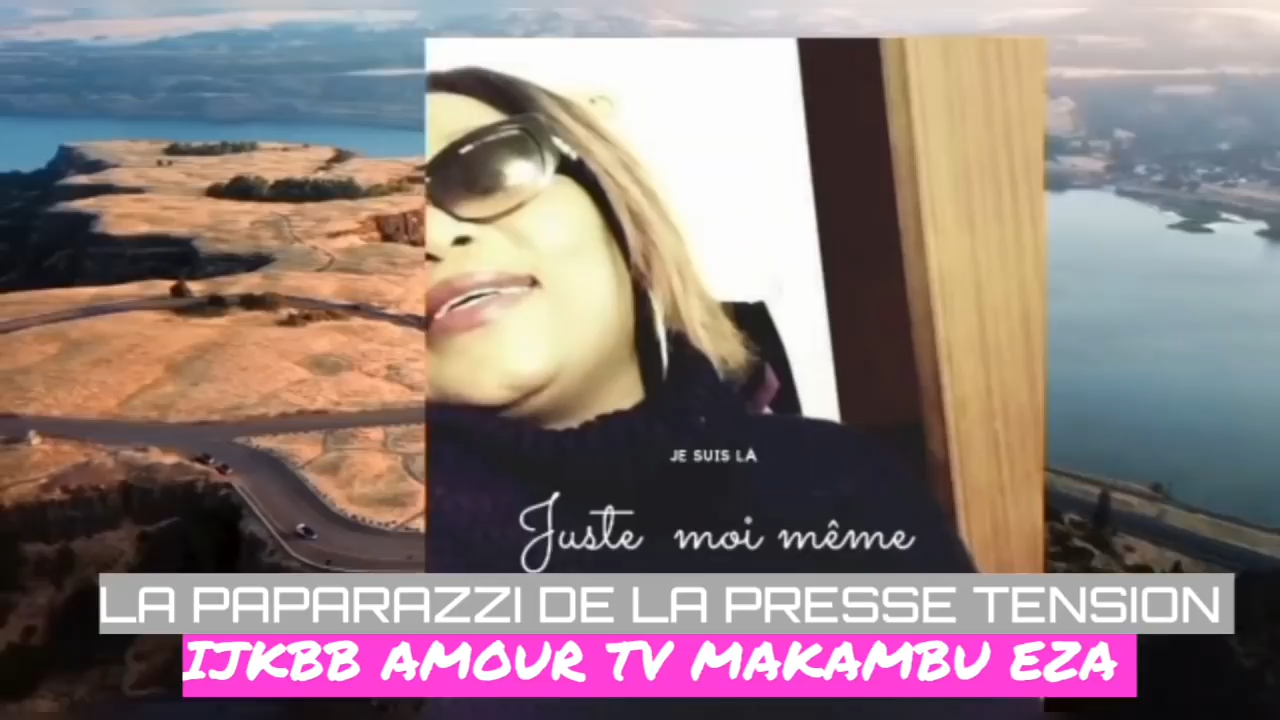 JE SUIS LÀ
Juste moi même
LA PAPARAZZI DE LA PRESSE TENSION
IJKBB AMOUR TV MAKAMBU EZA